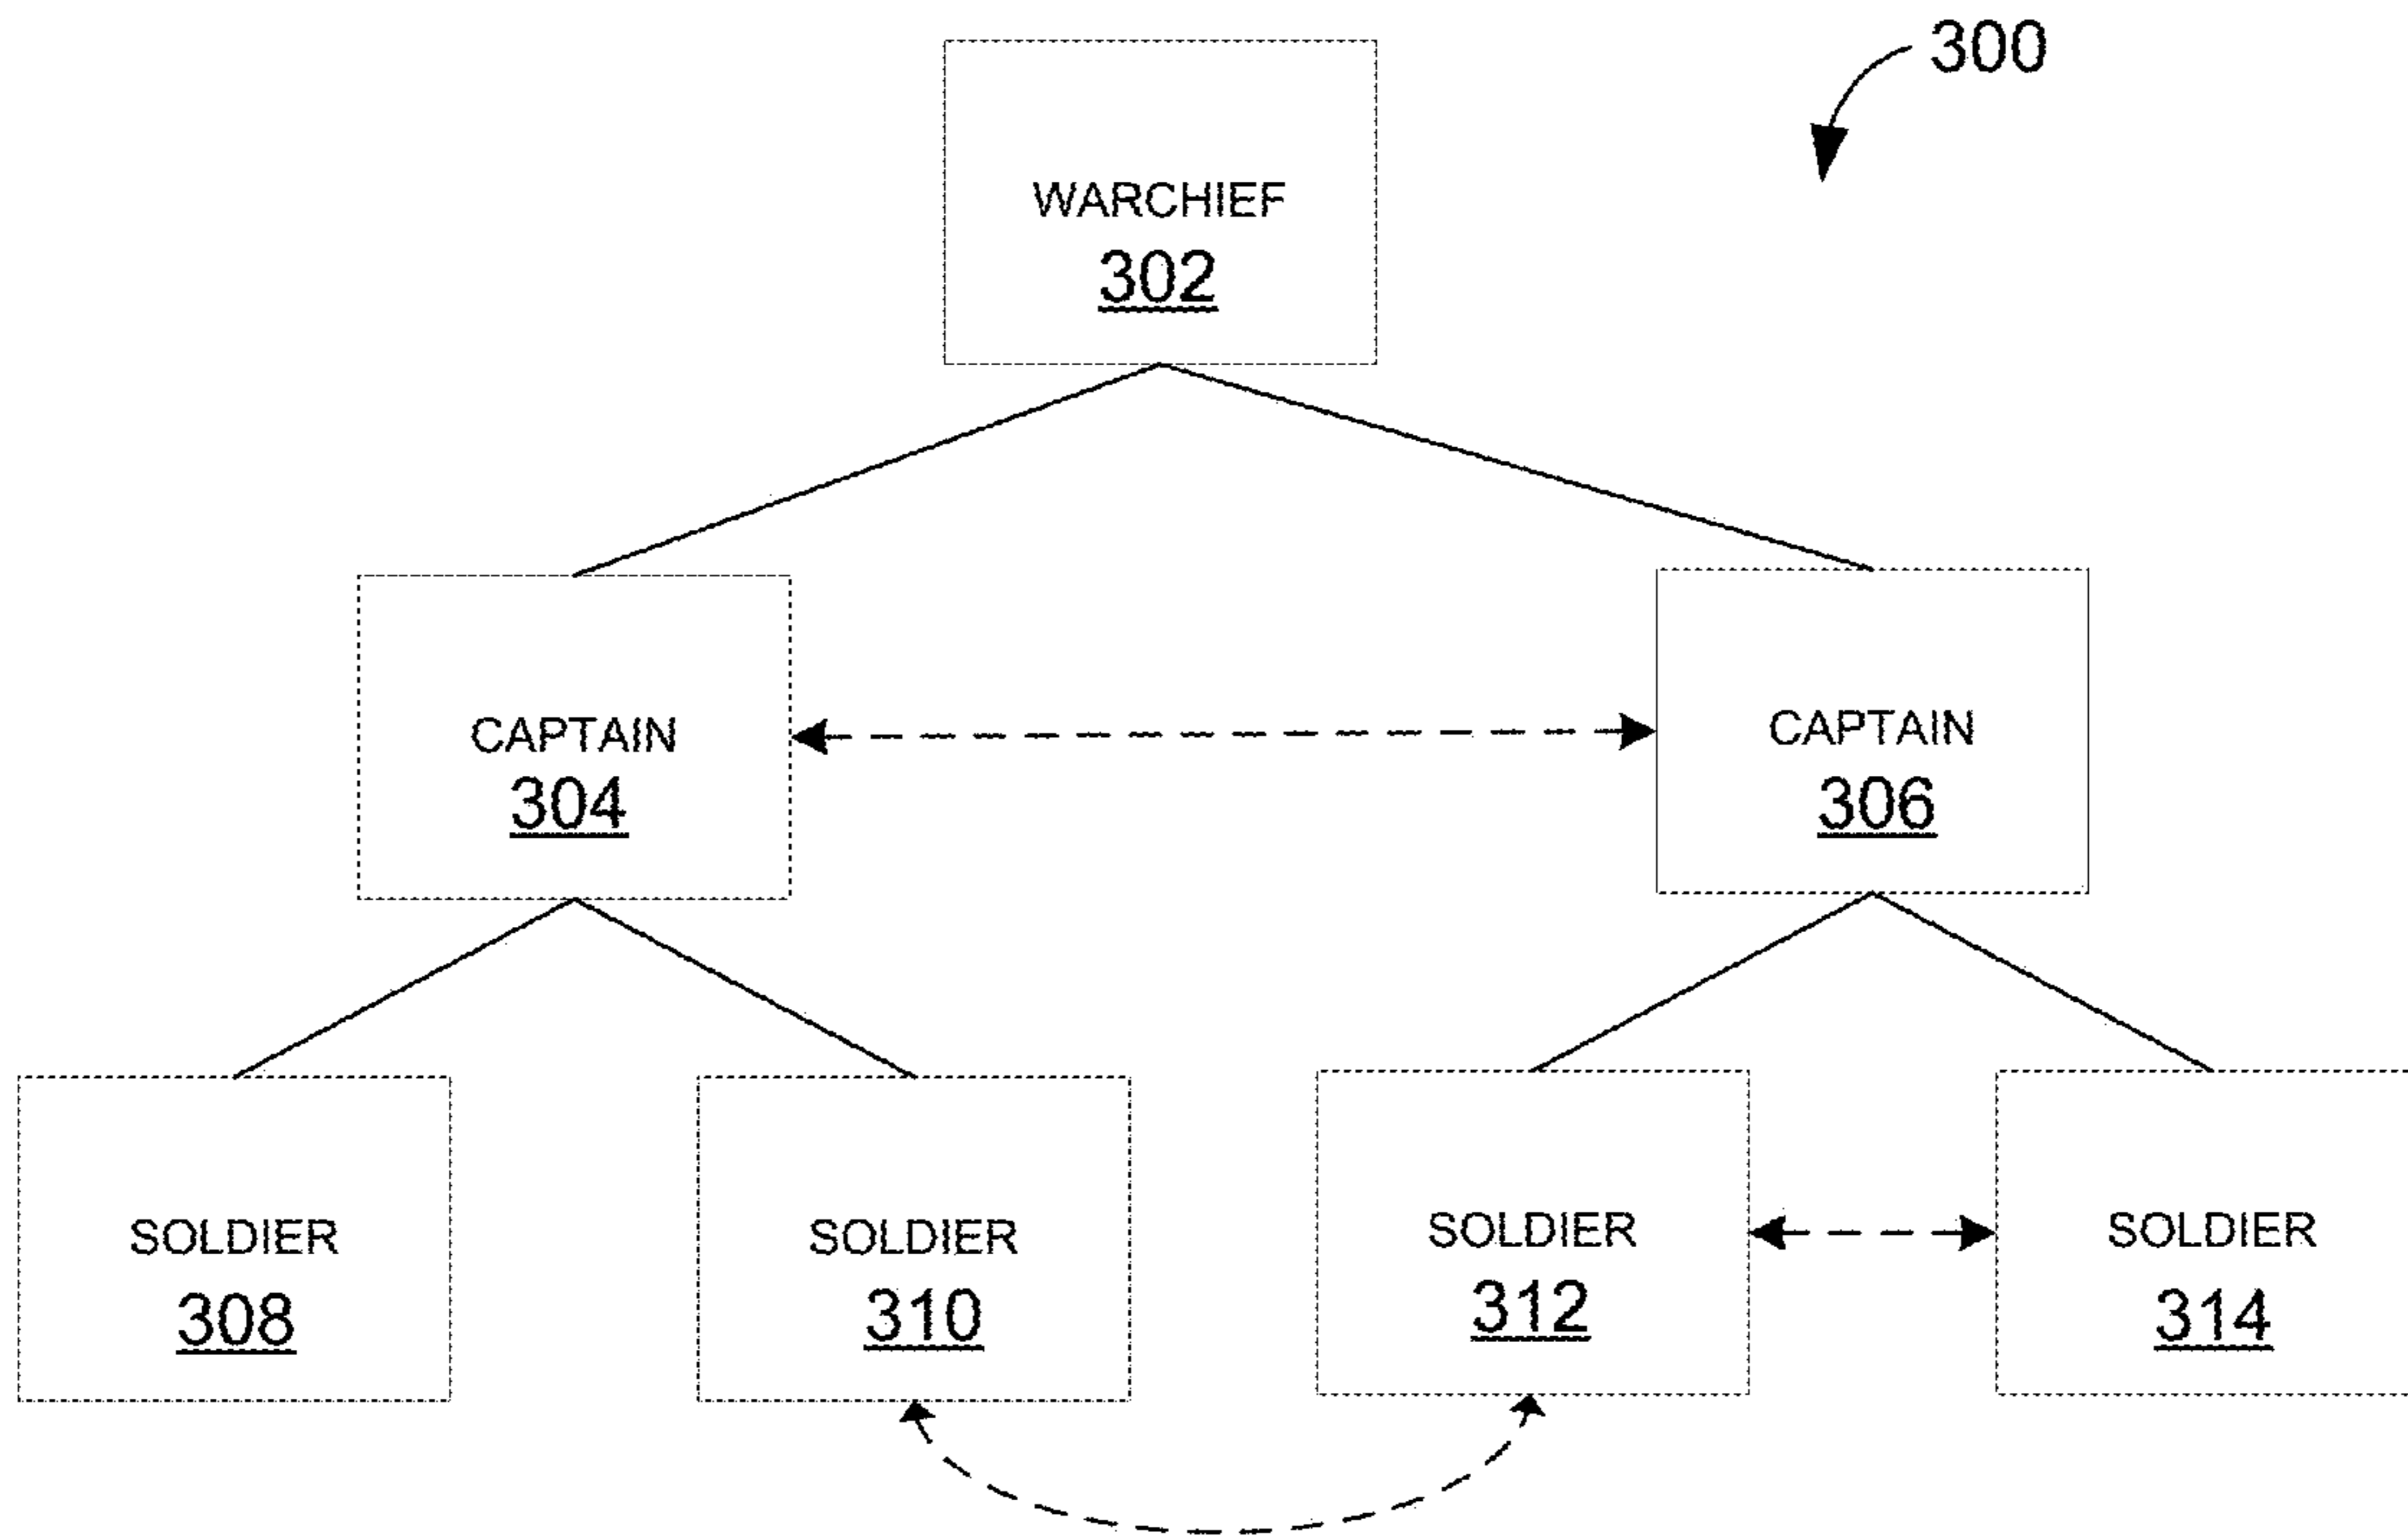 300
WARCHIEF
302
CAPTAIN
304
CAPTAIN
306
SOLDIER
308
SOLDIER
310
SOLDIER
312
SOLDIER
314